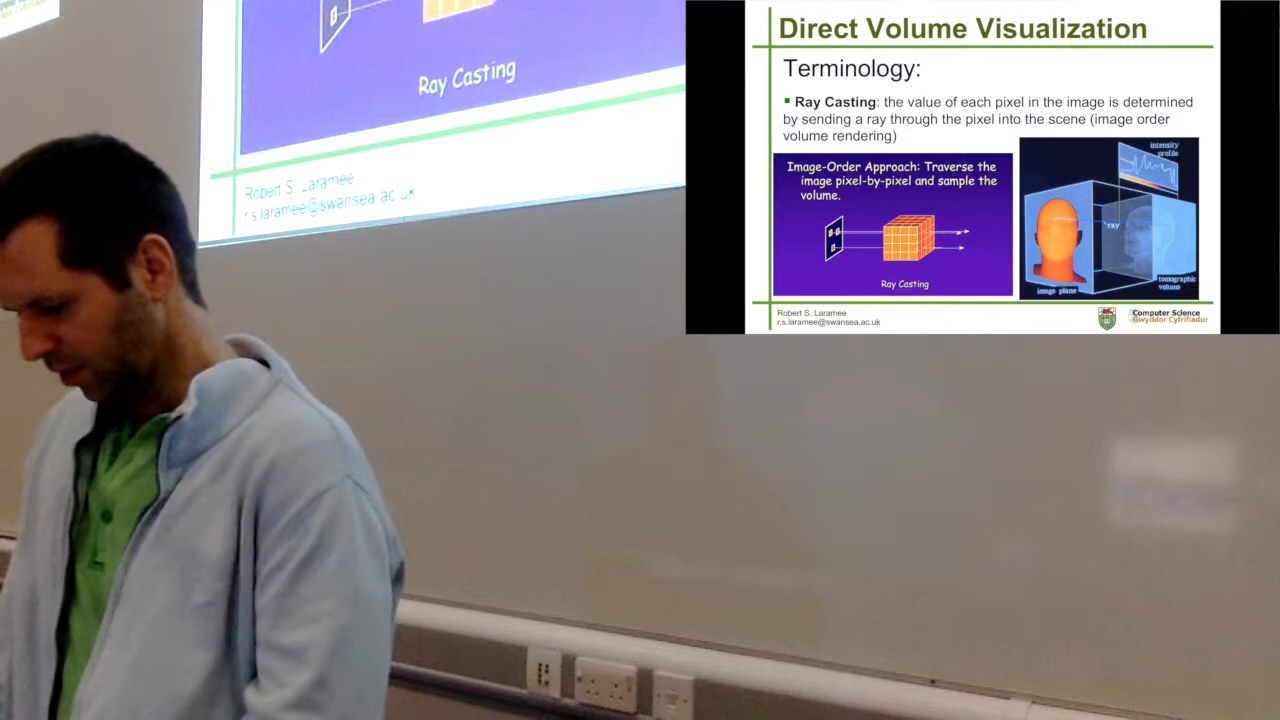 Ray Casting
Robert S. Laramee
r.s.laramee@swansea.ac.uk
Direct Volume Visualization
Terminology:
Ray Casting: the value of each pixel in the image is determined
by sending a ray through the pixel into the scene (image order
volume rendering)
Image-Order Approach: Traverse the
image pixel-by-pixel and sample the
volume.
Ray Casting
intensity
profile
ray
image plane
tomographic
volume
Robert S. Laramee
r.s.laramee@swansea.ac.uk
Computer Science
Gwyddor Cyfrifiadur